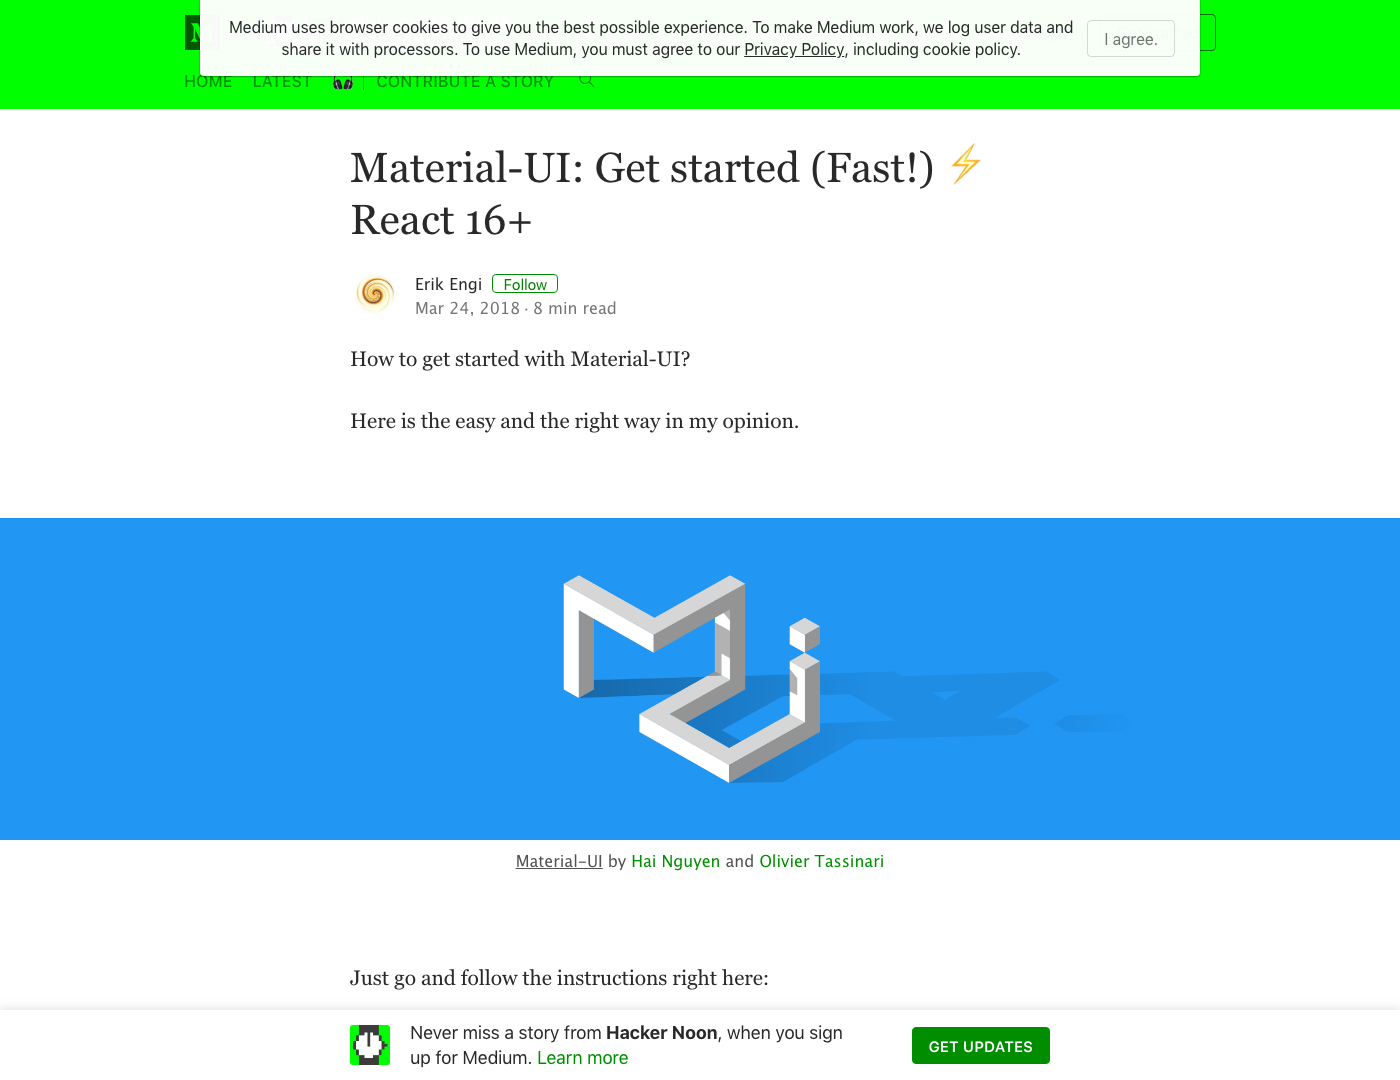 Medium uses browser cookies to give you the best possible experience. To make Medium work, we log user data and
share it with processors. To use Medium, you must agree to our Privacy Policy, including cookie policy.
I agree.
HOME LATEST CONTRIBUTE A STORY
Material-UI: Get started (Fast!) ⚡
React 16+
Erik Engi Follow
Mar 24, 2018 · 8 min read
How to get started with Material-UI?
Here is the easy and the right way in my opinion.
Material-UI by Hai Nguyen and Olivier Tassinari
Just go and follow the instructions right here:
Never miss a story from Hacker Noon, when you sign
up for Medium. Learn more
GET UPDATES